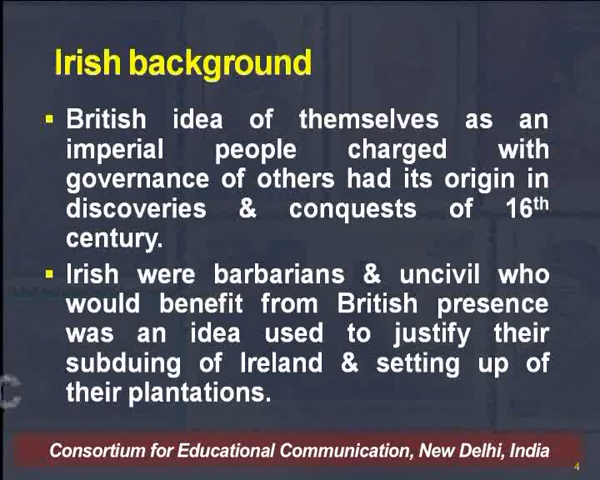 Irish background
British idea of themselves as an
imperial people charged with
governance of others had its origin in
discoveries & conquests of 16th
century.
Irish were barbarians & uncivil who
would benefit from British presence
was an idea used to justify their
subduing of Ireland & setting up of
their plantations.
C
Consortium for Educational Communication, New Delhi, India
4